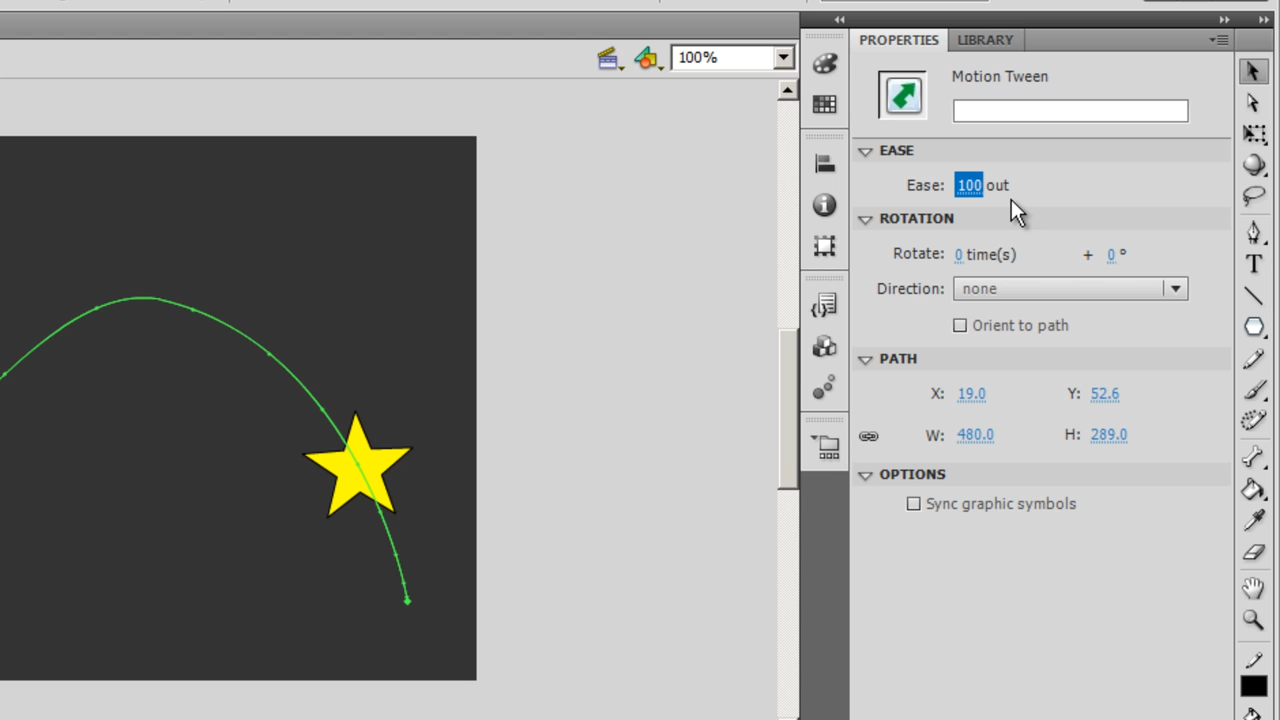 100%
PROPERTIES LIBRARY
Motion Tween
EASE
Ease: 100 out
ROTATION
Rotate: 0 time(s) + 0 °
Direction: none
Orient to path
PATH
X: 19.0 Y: 52.6
W: 480.0 H: 289.0
OPTIONS
Sync graphic symbols